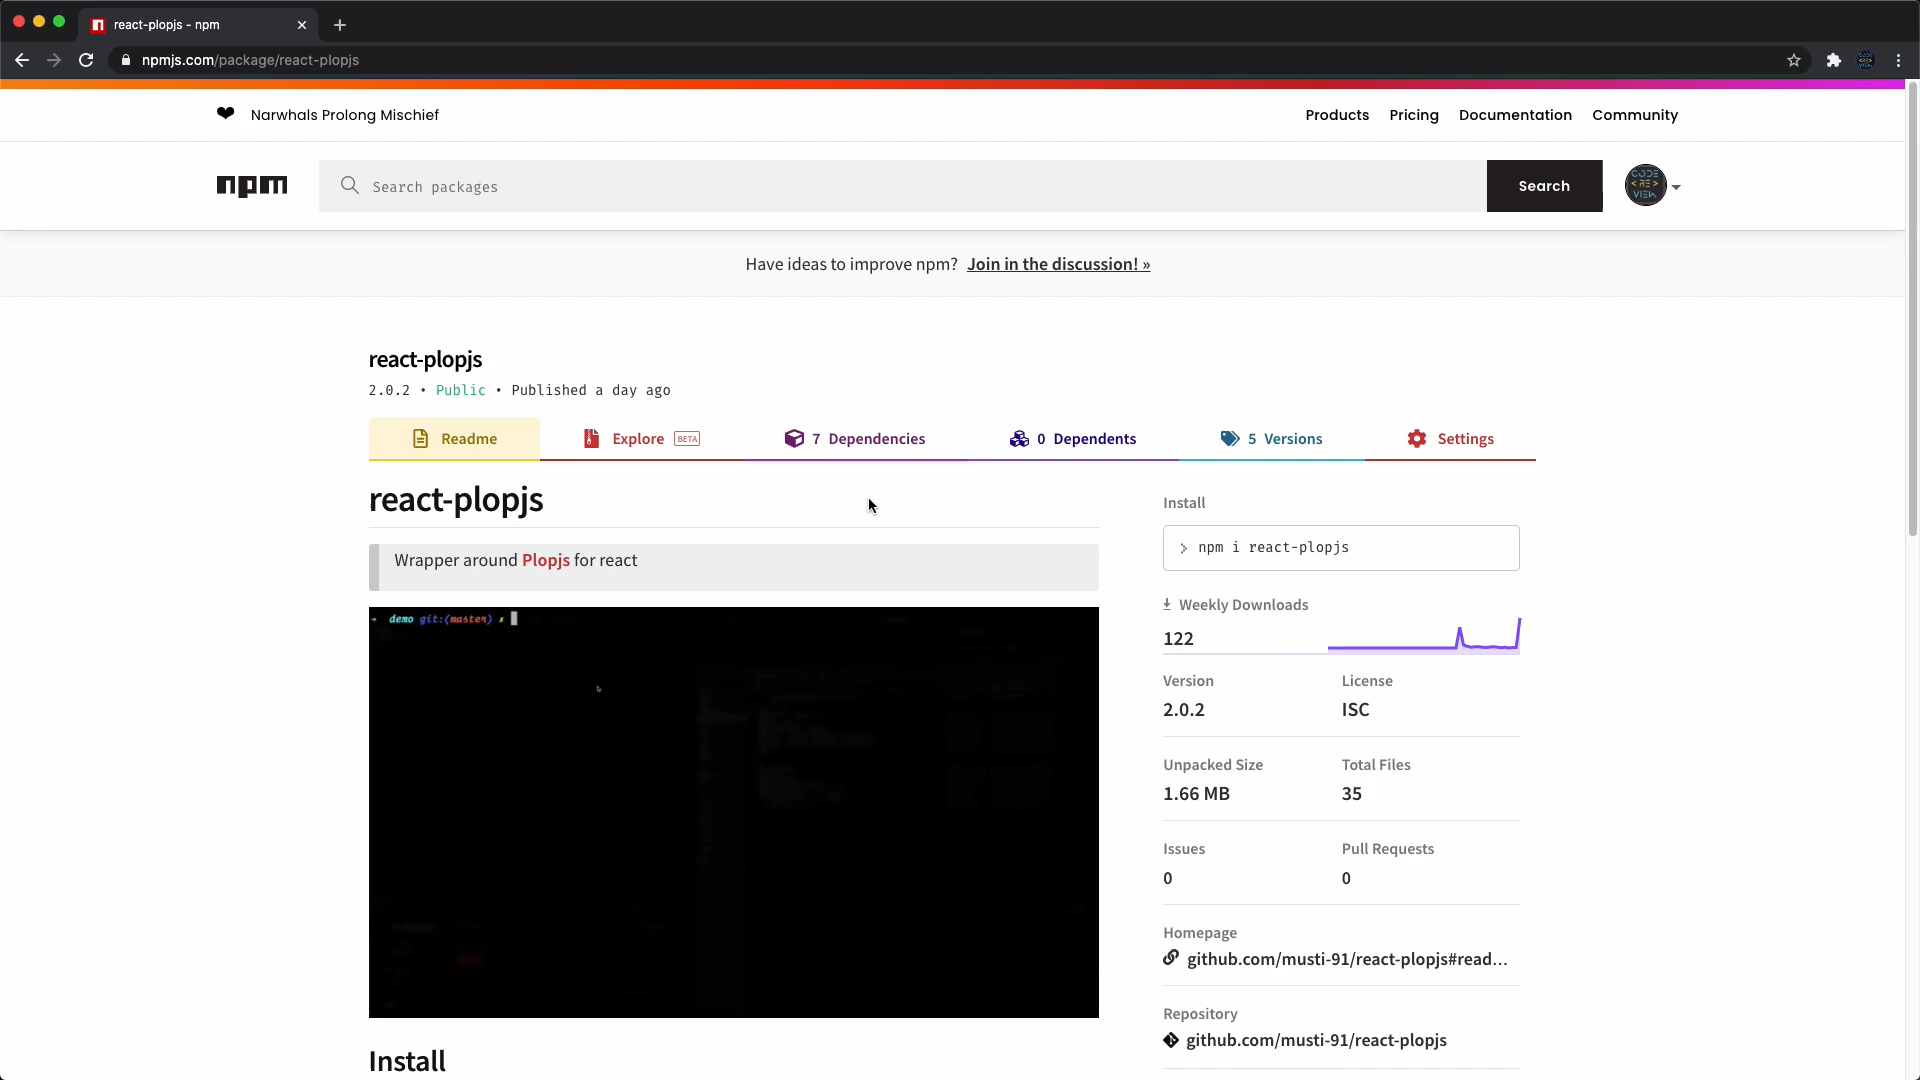 react-plopjs - npm
npmjs.com/package/react-plopjs
Narwhals Prolong Mischief
Products Pricing Documentation Community
npm
Search packages
Search
CODE
<RE>
VIEW
Have ideas to improve npm? Join in the discussion! »
react-plopjs
2.0.2 • Public • Published a day ago
Readme
Explore BETA
7 Dependencies
0 Dependents
5 Versions
Settings
react-plopjs
Wrapper around Plopjs for react
→ demo git:(master) ✗
Install
Install
> npm i react-plopjs
Weekly Downloads
122
Version
2.0.2
License
ISC
Unpacked Size
1.66 MB
Total Files
35
Issues
0
Pull Requests
0
Homepage
github.com/musti-91/react-plopjs#read...
Repository
github.com/musti-91/react-plopjs